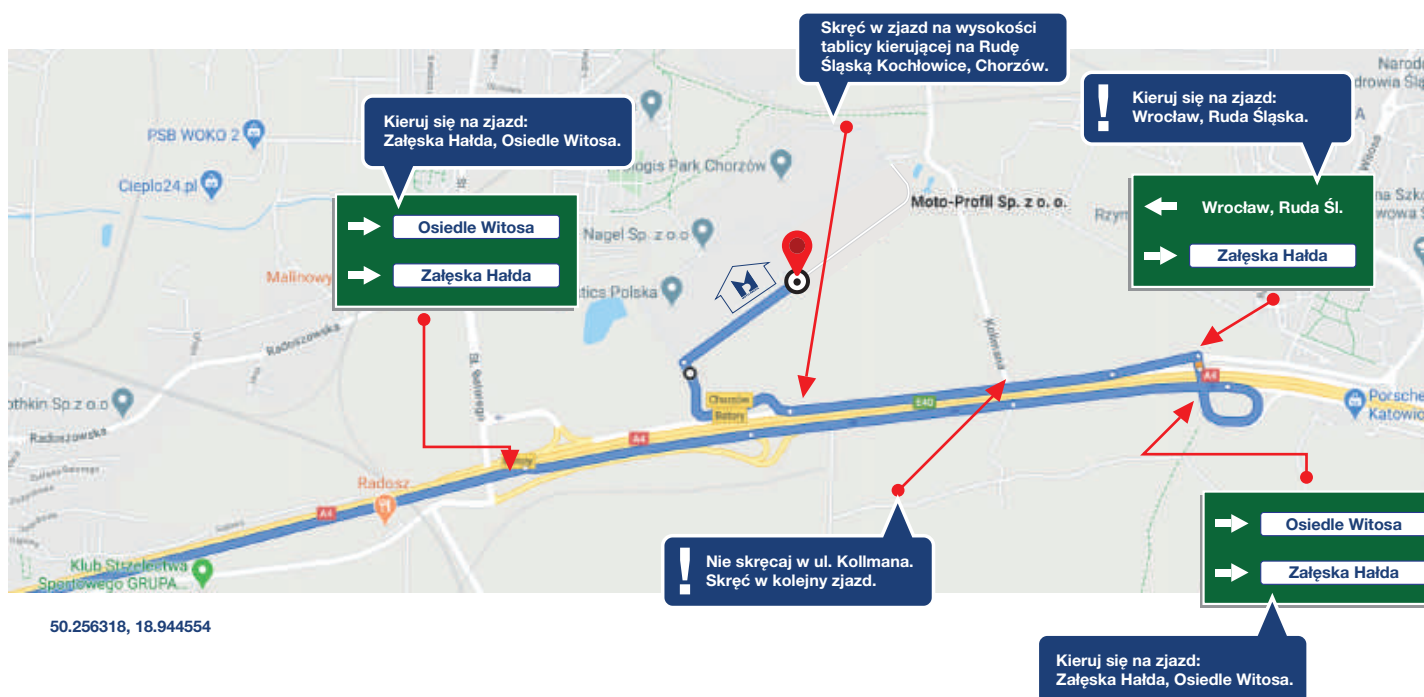 Skręć w zjazd na wysokości
tablicy kierującej na Rudę
Śląską Kochłowice, Chorzów.
Kieruj się na zjazd:
Załęska Hałda, Osiedle Witosa.
!
Kieruj się na zjazd:
Wrocław, Ruda Śląska.
Osiedle Witosa
Załęska Hałda
Wrocław, Ruda Śl.
Załęska Hałda
PSB WOKO 2
Cieplo24.pl
Park Chorzów
Moto-Profil Sp. z o. o.
Nagel Sp. z o.o
Malinowy
Polska
Witosa
A
Radoszowska
Kollmana
Chorzów
Batory
E40
A4
A4
A4
Porsche
Sp.z o.o
Radoszowska
Radosz
Klub Strzelectwa
Sportowego GRUPA...
!
Nie skręcaj w ul. Kollmana.
Skręć w kolejny zjazd.
Osiedle Witosa
Załęska Hałda
50.256318, 18.944554
Kieruj się na zjazd:
Załęska Hałda, Osiedle Witosa.